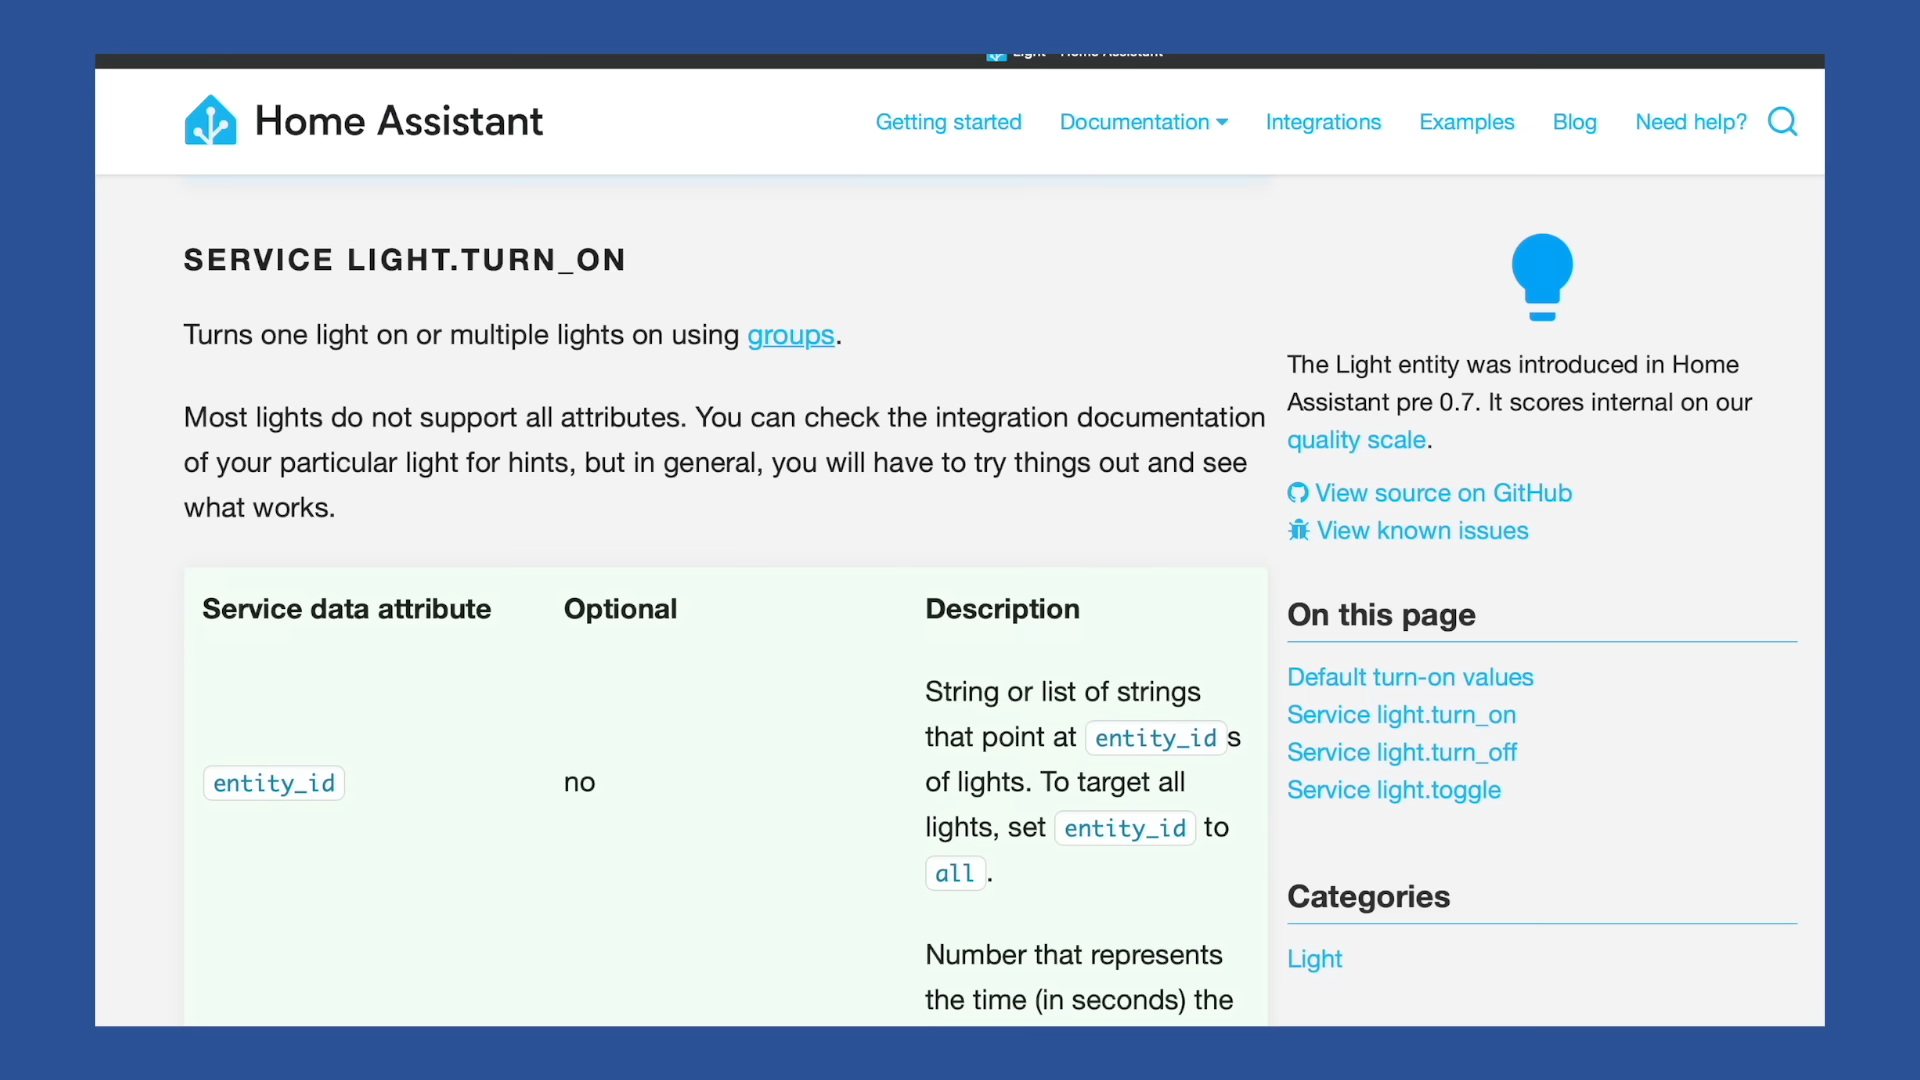 Light - Home Assistant
Home Assistant
Getting started
Documentation
Integrations
Examples
Blog
Need help?
SERVICE LIGHT.TURN_ON
Turns one light on or multiple lights on using groups.
Most lights do not support all attributes. You can check the integration documentation
of your particular light for hints, but in general, you will have to try things out and see
what works.
Service data attribute
Optional
Description
entity_id
no
String or list of strings
that point at entity_ids
of lights. To target all
lights, set entity_id to
all.
Number that represents
the time (in seconds) the
The Light entity was introduced in Home
Assistant pre 0.7. It scores internal on our
quality scale.
View source on GitHub
View known issues
On this page
Default turn-on values
Service light.turn_on
Service light.turn_off
Service light.toggle
Categories
Light